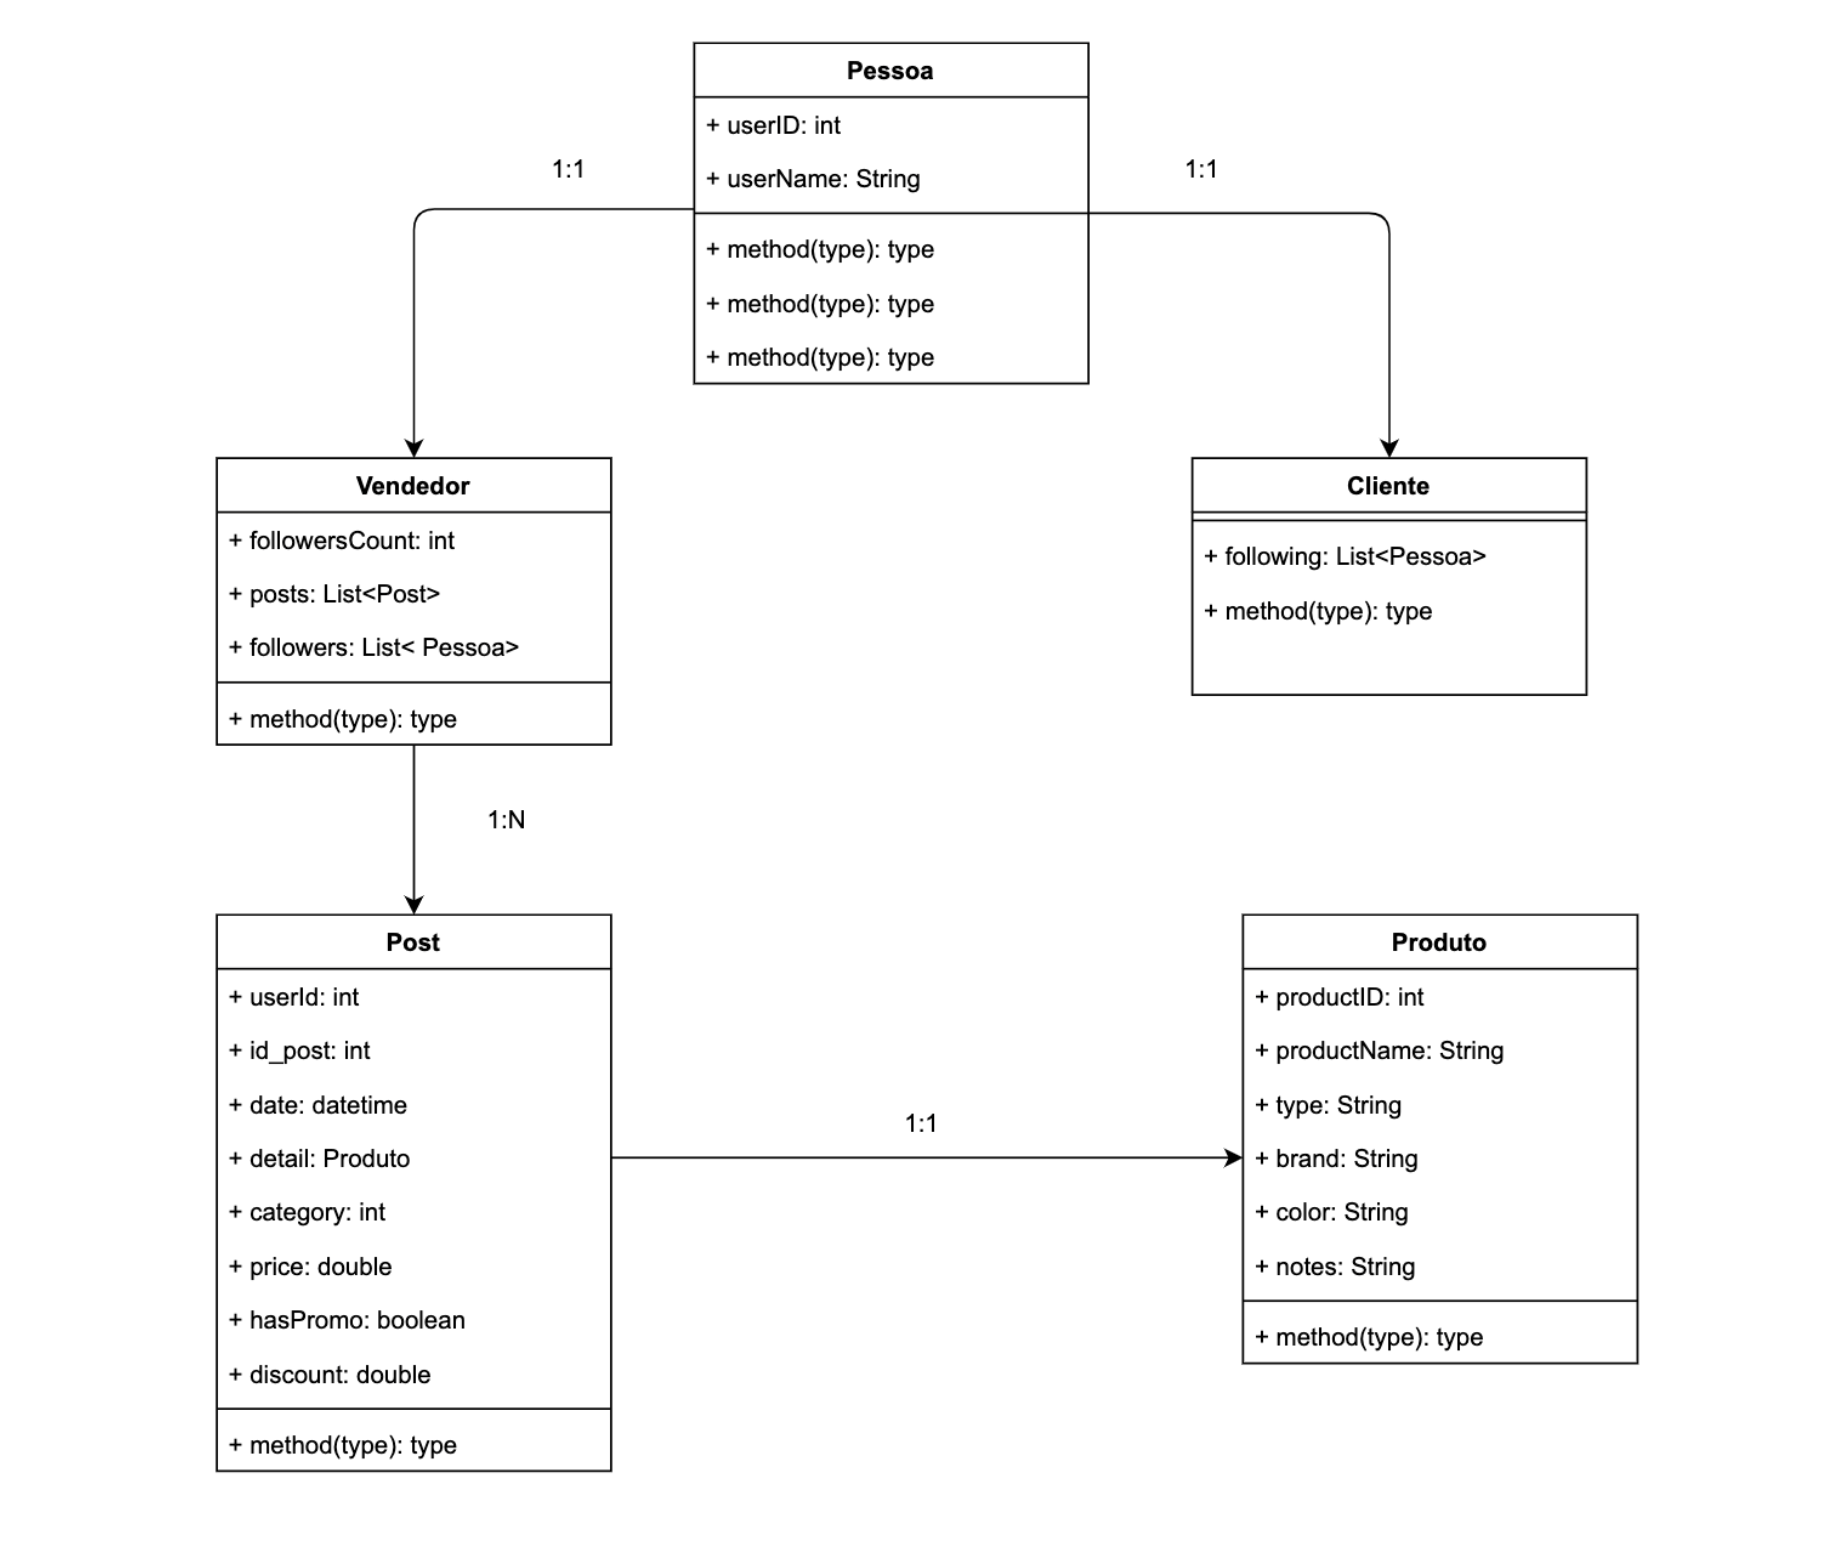 Pessoa
+ userID: int
+ userName: String
+ method(type): type
+ method(type): type
+ method(type): type
1:1
1:1
Vendedor
+ followersCount: int
+ posts: List<Post>
+ followers: List< Pessoa>
+ method(type): type
Cliente
+ following: List<Pessoa>
+ method(type): type
1:N
Post
+ userId: int
+ id_post: int
+ date: datetime
+ detail: Produto
+ category: int
+ price: double
+ hasPromo: boolean
+ discount: double
+ method(type): type
1:1
Produto
+ productID: int
+ productName: String
+ type: String
+ brand: String
+ color: String
+ notes: String
+ method(type): type